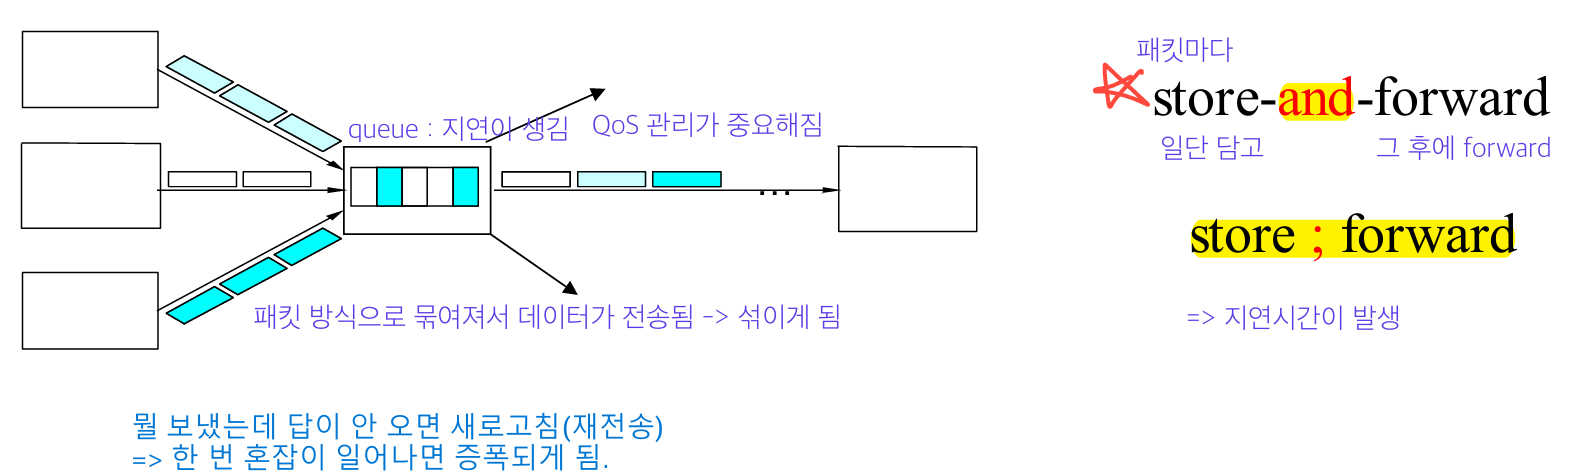 queue : 지연이 생김
QoS 관리가 중요해짐
...
패킷 방식으로 묶여져서 데이터가 전송됨 -> 섞이게 됨
뭘 보냈는데 답이 안 오면 새로고침(재전송)
=> 한 번 혼잡이 일어나면 증폭되게 됨.
패킷마다
store-and-forward
일단 담고
그 후에 forward
store ; forward
=> 지연시간이 발생